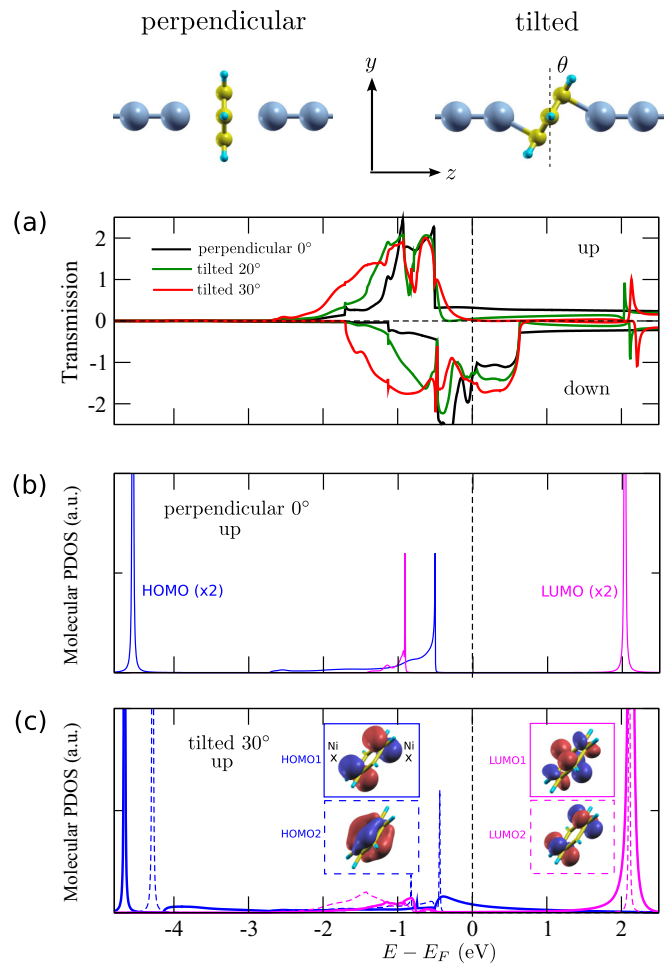 perpendicular
tilted
y
θ
z
(a)
Transmission
2
1
0
-1
-2
perpendicular 0°
tilted 20°
tilted 30°
up
down
(b)
Molecular PDOS (a.u.)
perpendicular 0°
up
HOMO (x2)
LUMO (x2)
(c)
Molecular PDOS (a.u.)
tilted 30°
up
HOMO1
Ni
X
Ni
X
HOMO2
LUMO1
LUMO2
-4
-3
-2
-1
0
1
2
E − E_F (eV)